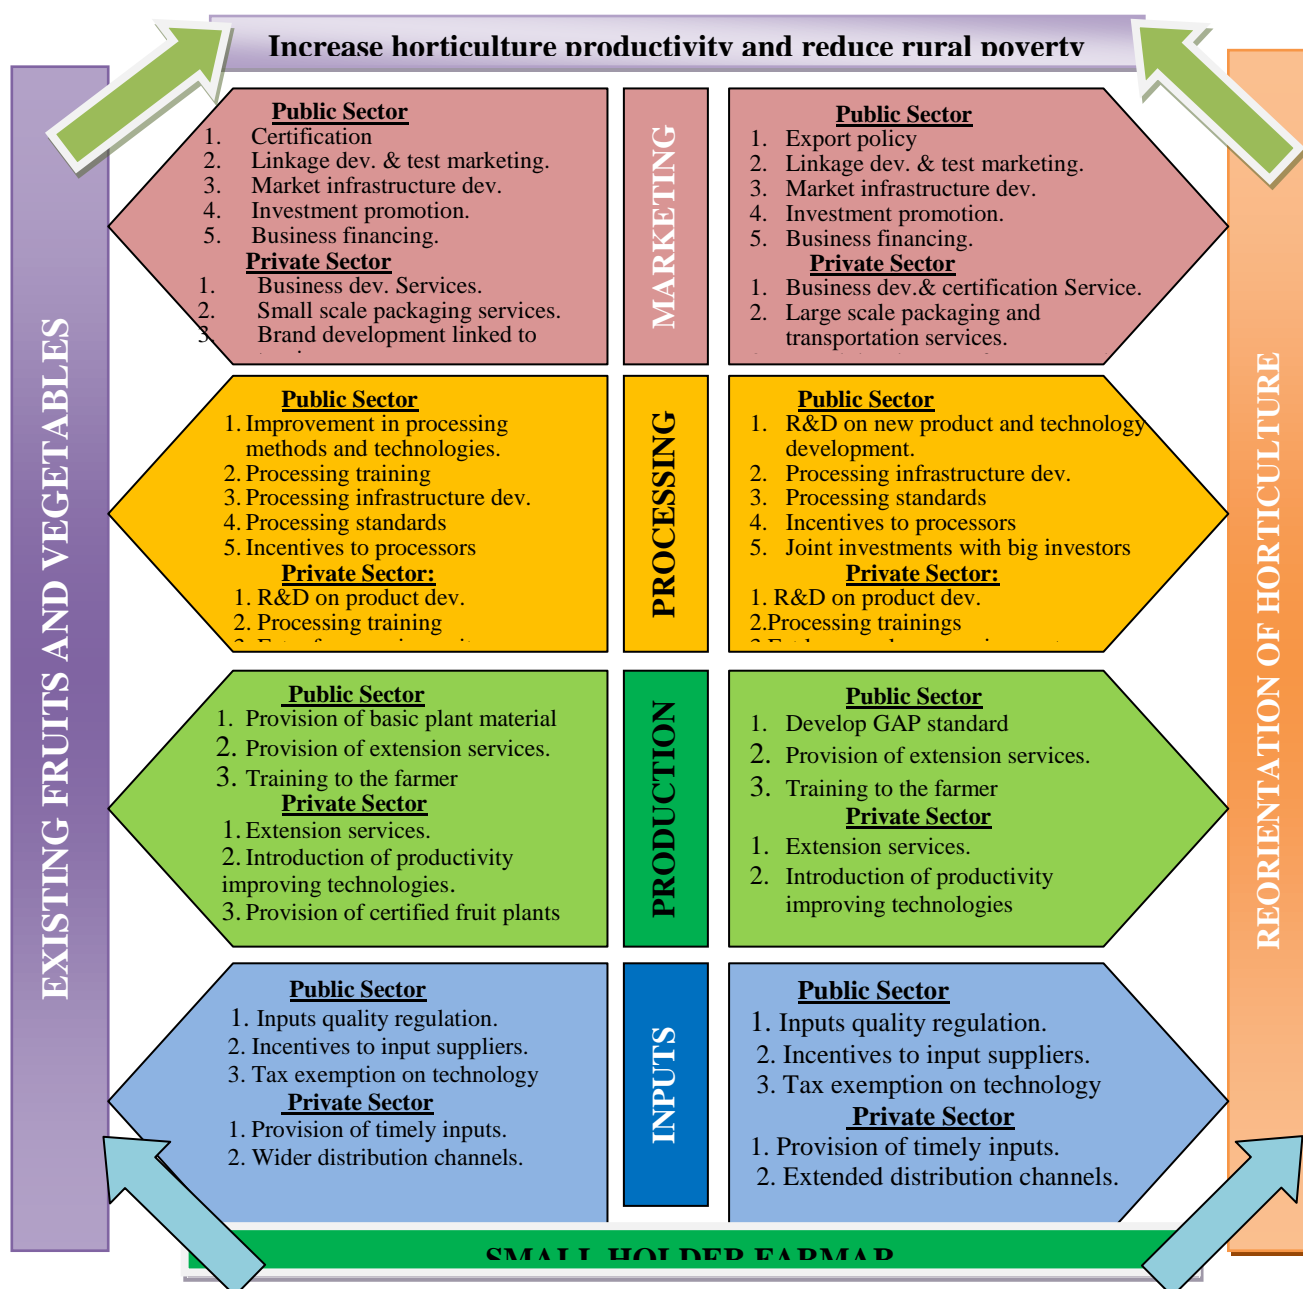 Increase horticulture productivity and reduce rural poverty
EXISTING FRUITS AND VEGETABLES
Public Sector
1. Certification
2. Linkage dev. & test marketing.
3. Market infrastructure dev.
4. Investment promotion.
5. Business financing.
Private Sector
1. Business dev. Services.
2. Small scale packaging services.
3. Brand development linked to
MARKETING
Public Sector
1. Export policy
2. Linkage dev. & test marketing.
3. Market infrastructure dev.
4. Investment promotion.
5. Business financing.
Private Sector
1. Business dev.& certification Service.
2. Large scale packaging and
transportation services.
Public Sector
1. Improvement in processing
methods and technologies.
2. Processing training
3. Processing infrastructure dev.
4. Processing standards
5. Incentives to processors
Private Sector:
1. R&D on product dev.
2. Processing training
PROCESSING
Public Sector
1. R&D on new product and technology
development.
2. Processing infrastructure dev.
3. Processing standards
4. Incentives to processors
5. Joint investments with big investors
Private Sector:
1. R&D on product dev.
2.Processing trainings
Public Sector
1. Provision of basic plant material
2. Provision of extension services.
3. Training to the farmer
Private Sector
1. Extension services.
2. Introduction of productivity
improving technologies.
3. Provision of certified fruit plants
PRODUCTION
Public Sector
1. Develop GAP standard
2. Provision of extension services.
3. Training to the farmer
Private Sector
1. Extension services.
2. Introduction of productivity
improving technologies
Public Sector
1. Inputs quality regulation.
2. Incentives to input suppliers.
3. Tax exemption on technology
Private Sector
1. Provision of timely inputs.
2. Wider distribution channels.
INPUTS
Public Sector
1. Inputs quality regulation.
2. Incentives to input suppliers.
3. Tax exemption on technology
Private Sector
1. Provision of timely inputs.
2. Extended distribution channels.
REORIENTATION OF HORTICULTURE
SMALL HOLDER FARMAR